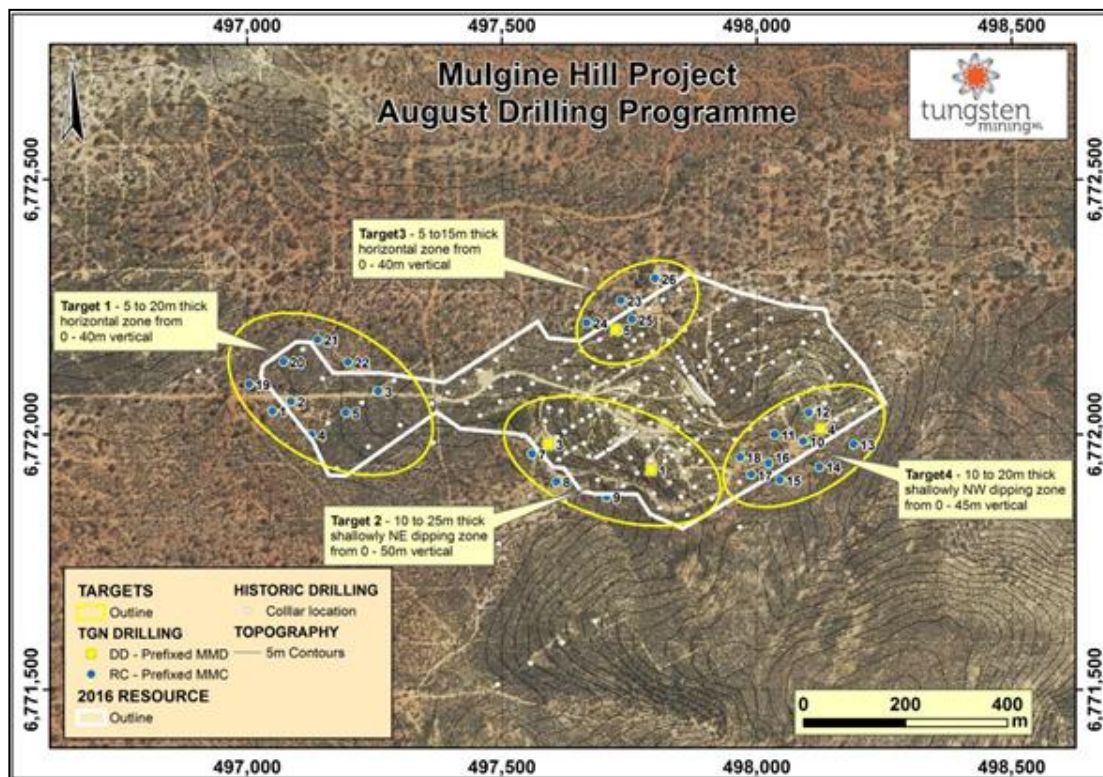 497,000
497,500
498,000
498,500
Mulgine Hill Project
August Drilling Programme
tungsten
mining NL
6,772,500
6,772,500
Target3 - 5 to15m thick
horizontal zone from
0 - 40m vertical
Target 1 - 5 to 20m thick
horizontal zone from
0 - 40m vertical
26
23
24
25
5
21
20
22
19
3
2
1
5
4
6,772,000
6,772,000
3
7
1
8
9
12
4
11
10
13
18
16
14
17
15
Target 2 - 10 to 25m thick
shallowly NE dipping zone
from 0 - 50m vertical
Target4 - 10 to 20m thick
shallowly NW dipping zone
from 0 - 45m vertical
TARGETS
Outline
TGN DRILLING
DD - Prefixed MMD
RC - Prefixed MMC
2016 RESOURCE
Outline
HISTORIC DRILLING
Colllar location
TOPOGRAPHY
5m Contours
6,771,500
6,771,500
0 200 400
m
497,000
497,500
498,000
498,500